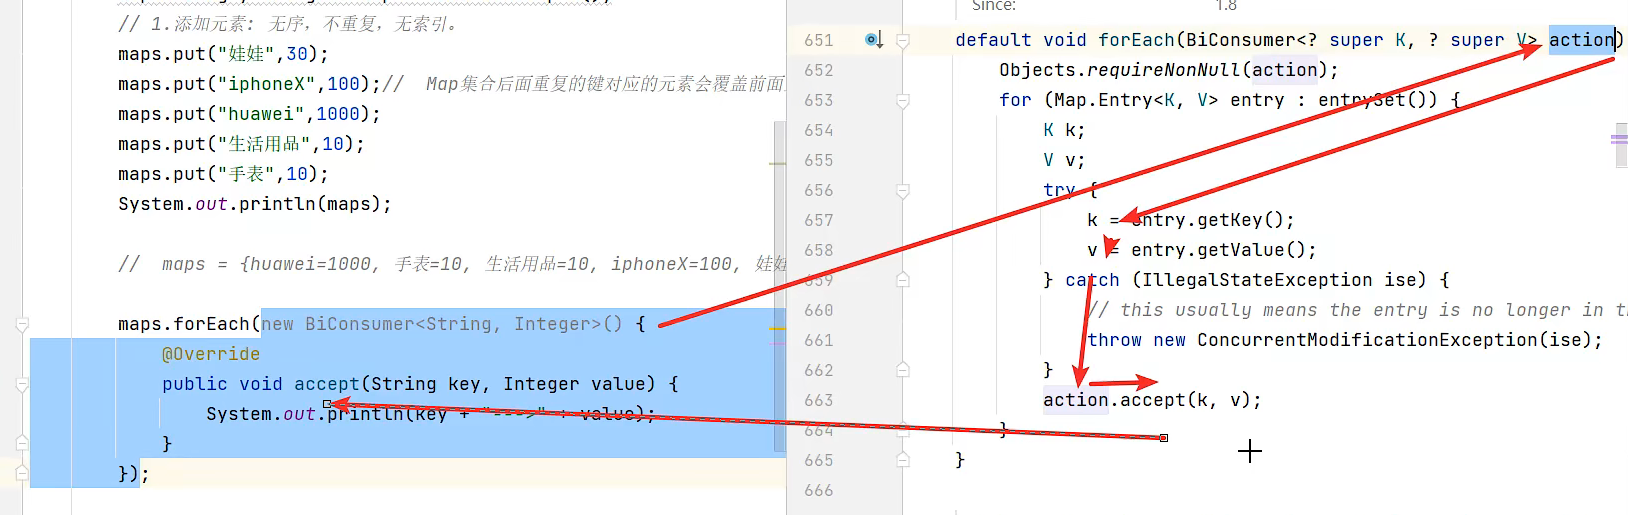 // 1.添加元素: 无序，不重复，无索引。
maps.put("娃娃",30);
maps.put("iphoneX",100);// Map集合后面重复的键对应的元素会覆盖前面
maps.put("huawei",1000);
maps.put("生活用品",10);
maps.put("手表",10);
System.out.println(maps);
// maps = {huawei=1000, 手表=10, 生活用品=10, iphoneX=100, 娃娃
maps.forEach(new BiConsumer<String, Integer>() {
@Override
public void accept(String key, Integer value) {
System.out.println(key + "--->" + value);
}
});
Since: 1.8
651 default void forEach(BiConsumer<? super K, ? super V> action)
652 Objects.requireNonNull(action);
653 for (Map.Entry<K, V> entry : entrySet()) {
654 K k;
655 V v;
656 try {
657 k = entry.getKey();
658 v = entry.getValue();
659 } catch (IllegalStateException ise) {
660 // this usually means the entry is no longer in t
661 throw new ConcurrentModificationException(ise);
662 }
663 action.accept(k, v);
664 }
665 }
666